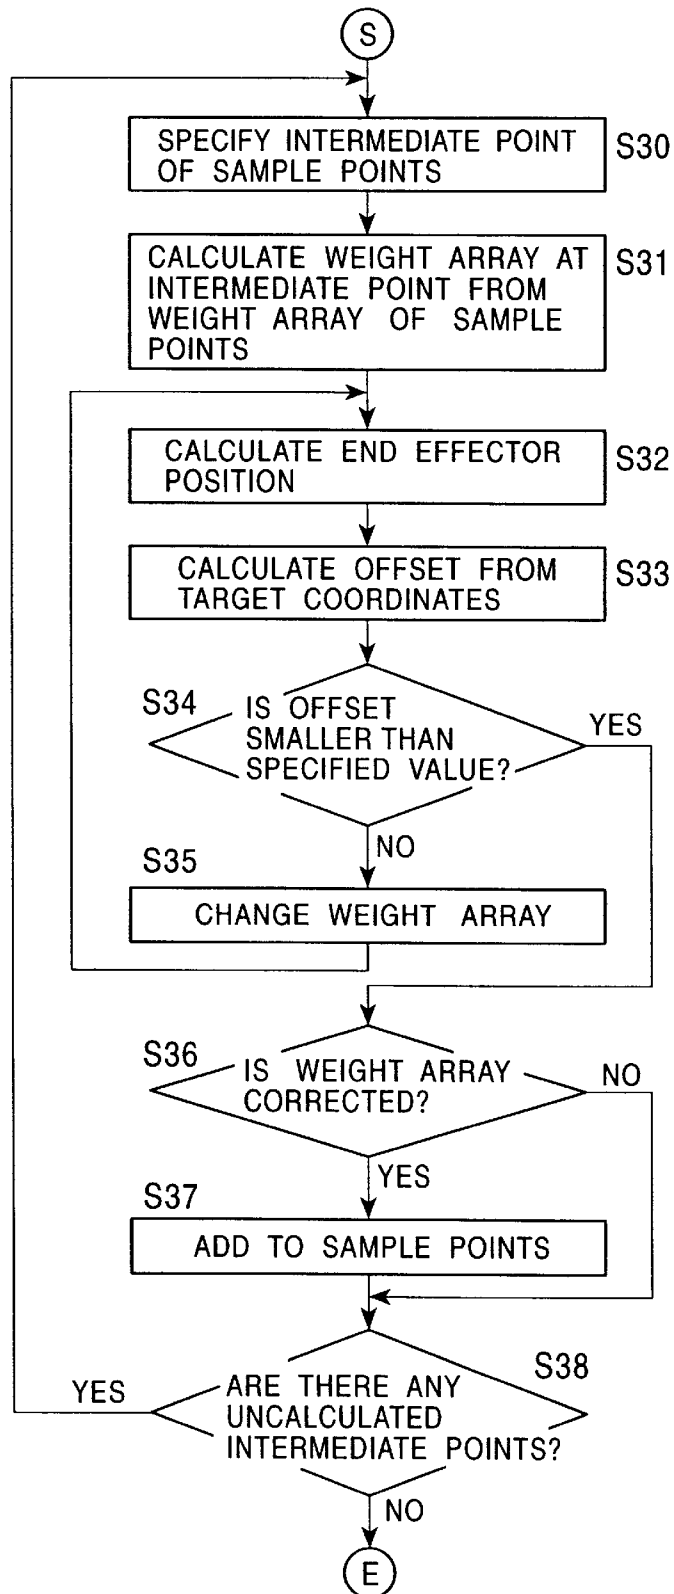 S
SPECIFY INTERMEDIATE POINT
OF SAMPLE POINTS
S30
CALCULATE WEIGHT ARRAY AT
INTERMEDIATE POINT FROM
WEIGHT ARRAY OF SAMPLE
POINTS
S31
CALCULATE END EFFECTOR
POSITION
S32
CALCULATE OFFSET FROM
TARGET COORDINATES
S33
S34
IS OFFSET
SMALLER THAN
SPECIFIED VALUE?
YES
NO
S35
CHANGE WEIGHT ARRAY
S36
IS WEIGHT ARRAY
CORRECTED?
NO
YES
S37
ADD TO SAMPLE POINTS
S38
YES
ARE THERE ANY
UNCALCULATED
INTERMEDIATE POINTS?
NO
E